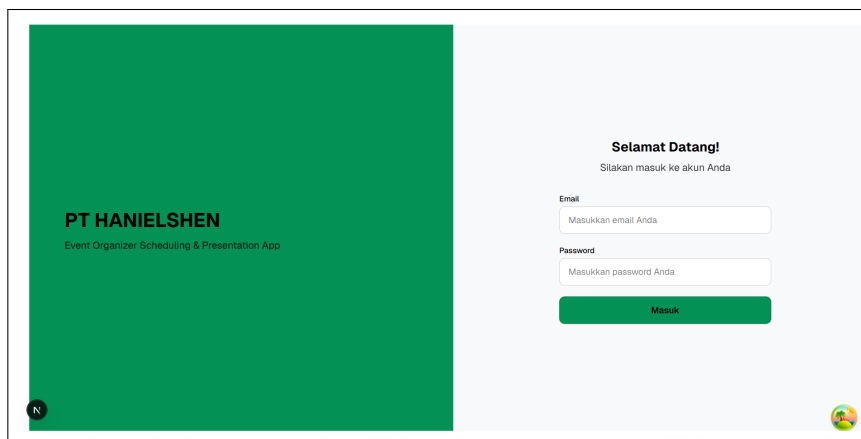 PT HANIELSHEN
Event Organizer Scheduling & Presentation App
Selamat Datang!
Silakan masuk ke akun Anda
Email
Masukkan email Anda
Password
Masukkan password Anda
Masuk
N